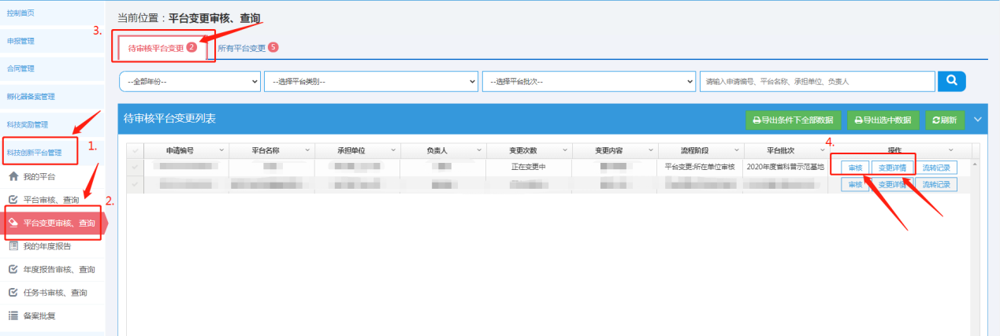 控制首页
申报管理
合同管理
孵化器备案管理
科技奖励管理
科技创新平台管理
我的平台
平台审核、查询
平台变更审核、查询
我的年度报告
年度报告审核、查询
任务书审核、查询
备案批复
1.
2.
3.
当前位置：平台变更审核、查询
待审核平台变更 2 所有平台变更 5
--全部年份-- --选择平台类别-- --选择平台批次-- 请输入申请编号、平台名称、承担单位、负责人
待审核平台变更列表 导出条件下全部数据 导出选中数据 刷新
4.
申请编号 平台名称 承担单位 负责人 变更次数 变更内容 流程阶段 平台批次 操作
正在变更中 平台变更:所在单位审核 2020年度省科普示范基地 审核 变更详情 流转记录
审核 变更详情 流转记录